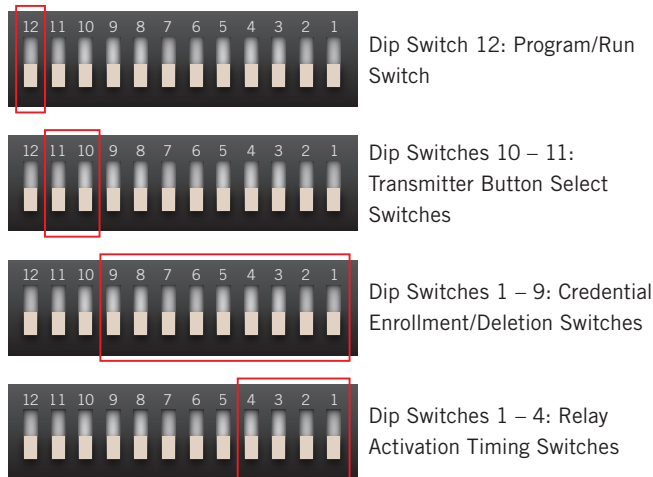 12 11 10 9 8 7 6 5 4 3 2 1
Dip Switch 12: Program/Run
Switch
12 11 10 9 8 7 6 5 4 3 2 1
Dip Switches 10 – 11:
Transmitter Button Select
Switches
12 11 10 9 8 7 6 5 4 3 2 1
Dip Switches 1 – 9: Credential
Enrollment/Deletion Switches
12 11 10 9 8 7 6 5 4 3 2 1
Dip Switches 1 – 4: Relay
Activation Timing Switches